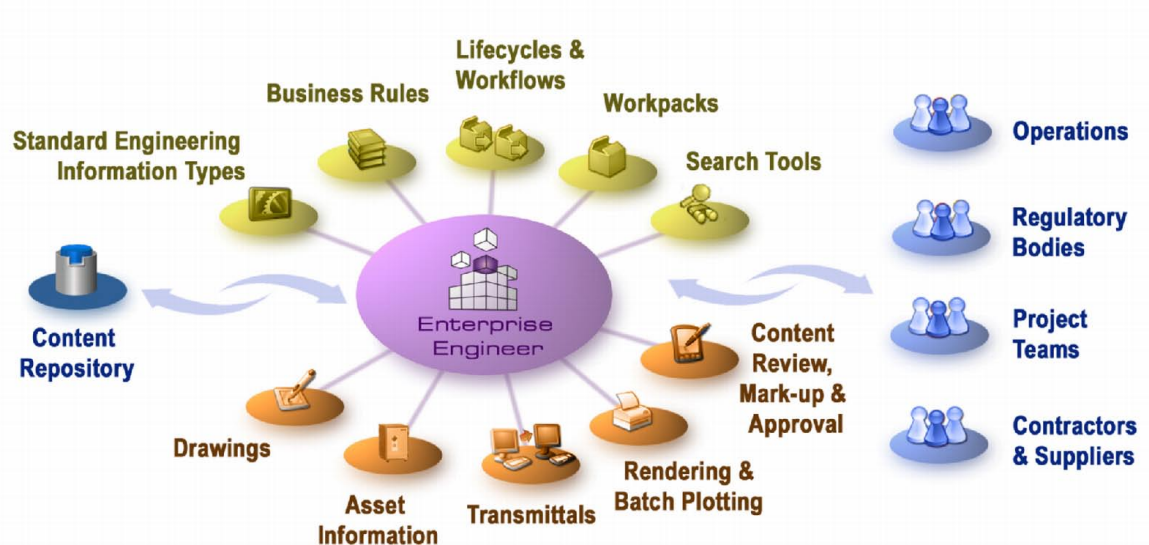 Lifecycles &
Workflows
Business Rules
Workpacks
Standard Engineering
Information Types
Search Tools
Operations
Regulatory
Bodies
Enterprise
Engineer
Content
Repository
Project
Teams
Content
Review,
Mark-up &
Approval
Drawings
Contractors
& Suppliers
Rendering &
Batch Plotting
Asset
Information
Transmittals